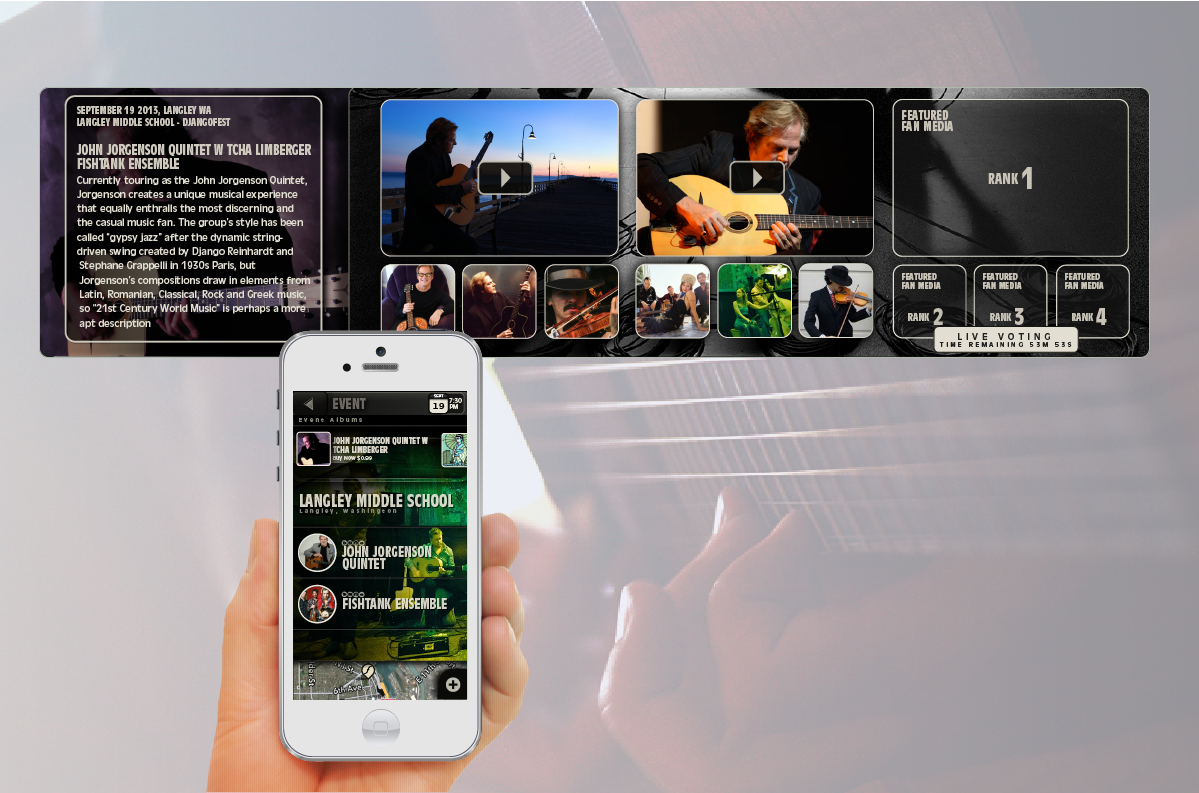 SEPTEMBER 19 2013, LANGLEY WA
LANGLEY MIDDLE SCHOOL - DJANGOFEST
JOHN JORGENSON QUINTET W TCHA LIMBERGER
FISHTANK ENSEMBLE
Currently touring as the John Jorgenson Quintet,
Jorgenson creates a unique musical experience
that equally enthralls the most discerning and
the casual music fan. The group's style has been
called "gypsy jazz" after the dynamic string-
driven swing created by Django Reinhardt and
Stephane Grappelli in 1930s Paris, but
Jorgenson's compositions draw in elements from
Latin, Romanian, Classical, Rock and Greek music,
so "21st Century World Music" is perhaps a more
apt description
FEATURED
FAN MEDIA
RANK 1
FEATURED
FAN MEDIA
RANK 2
FEATURED
FAN MEDIA
RANK 3
FEATURED
FAN MEDIA
RANK 4
LIVE VOTING
TIME REMAINING 53M 53S
EVENT
SEPT
19
7:30
PM
Event Albums
JOHN JORGENSON QUINTET W
TCHA LIMBERGER
BUY NOW $0.99
LANGLEY MIDDLE SCHOOL
Langley, Washington
JOHN JORGENSON
QUINTET
FISHTANK ENSEMBLE
6th Ave
E 11th